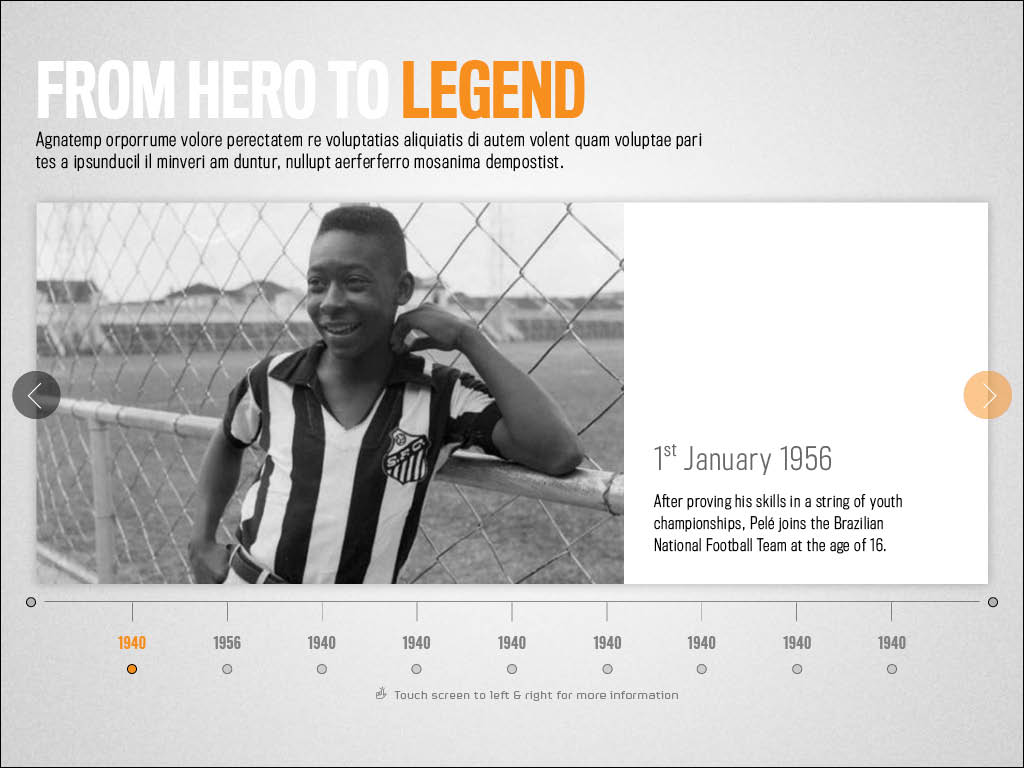 FROM HERO TO LEGEND
Agnatemp orporrume volore perectatem re voluptatias aliquiatis di autem volent quam voluptae pari
tes a ipsunducil il minveri am duntur, nullupt aerferferro mosanima dempostist.
S.F.C
1st January 1956
After proving his skills in a string of youth
championships, Pelé joins the Brazilian
National Football Team at the age of 16.
1940 1956 1940 1940 1940 1940 1940 1940 1940
Touch screen to left & right for more information